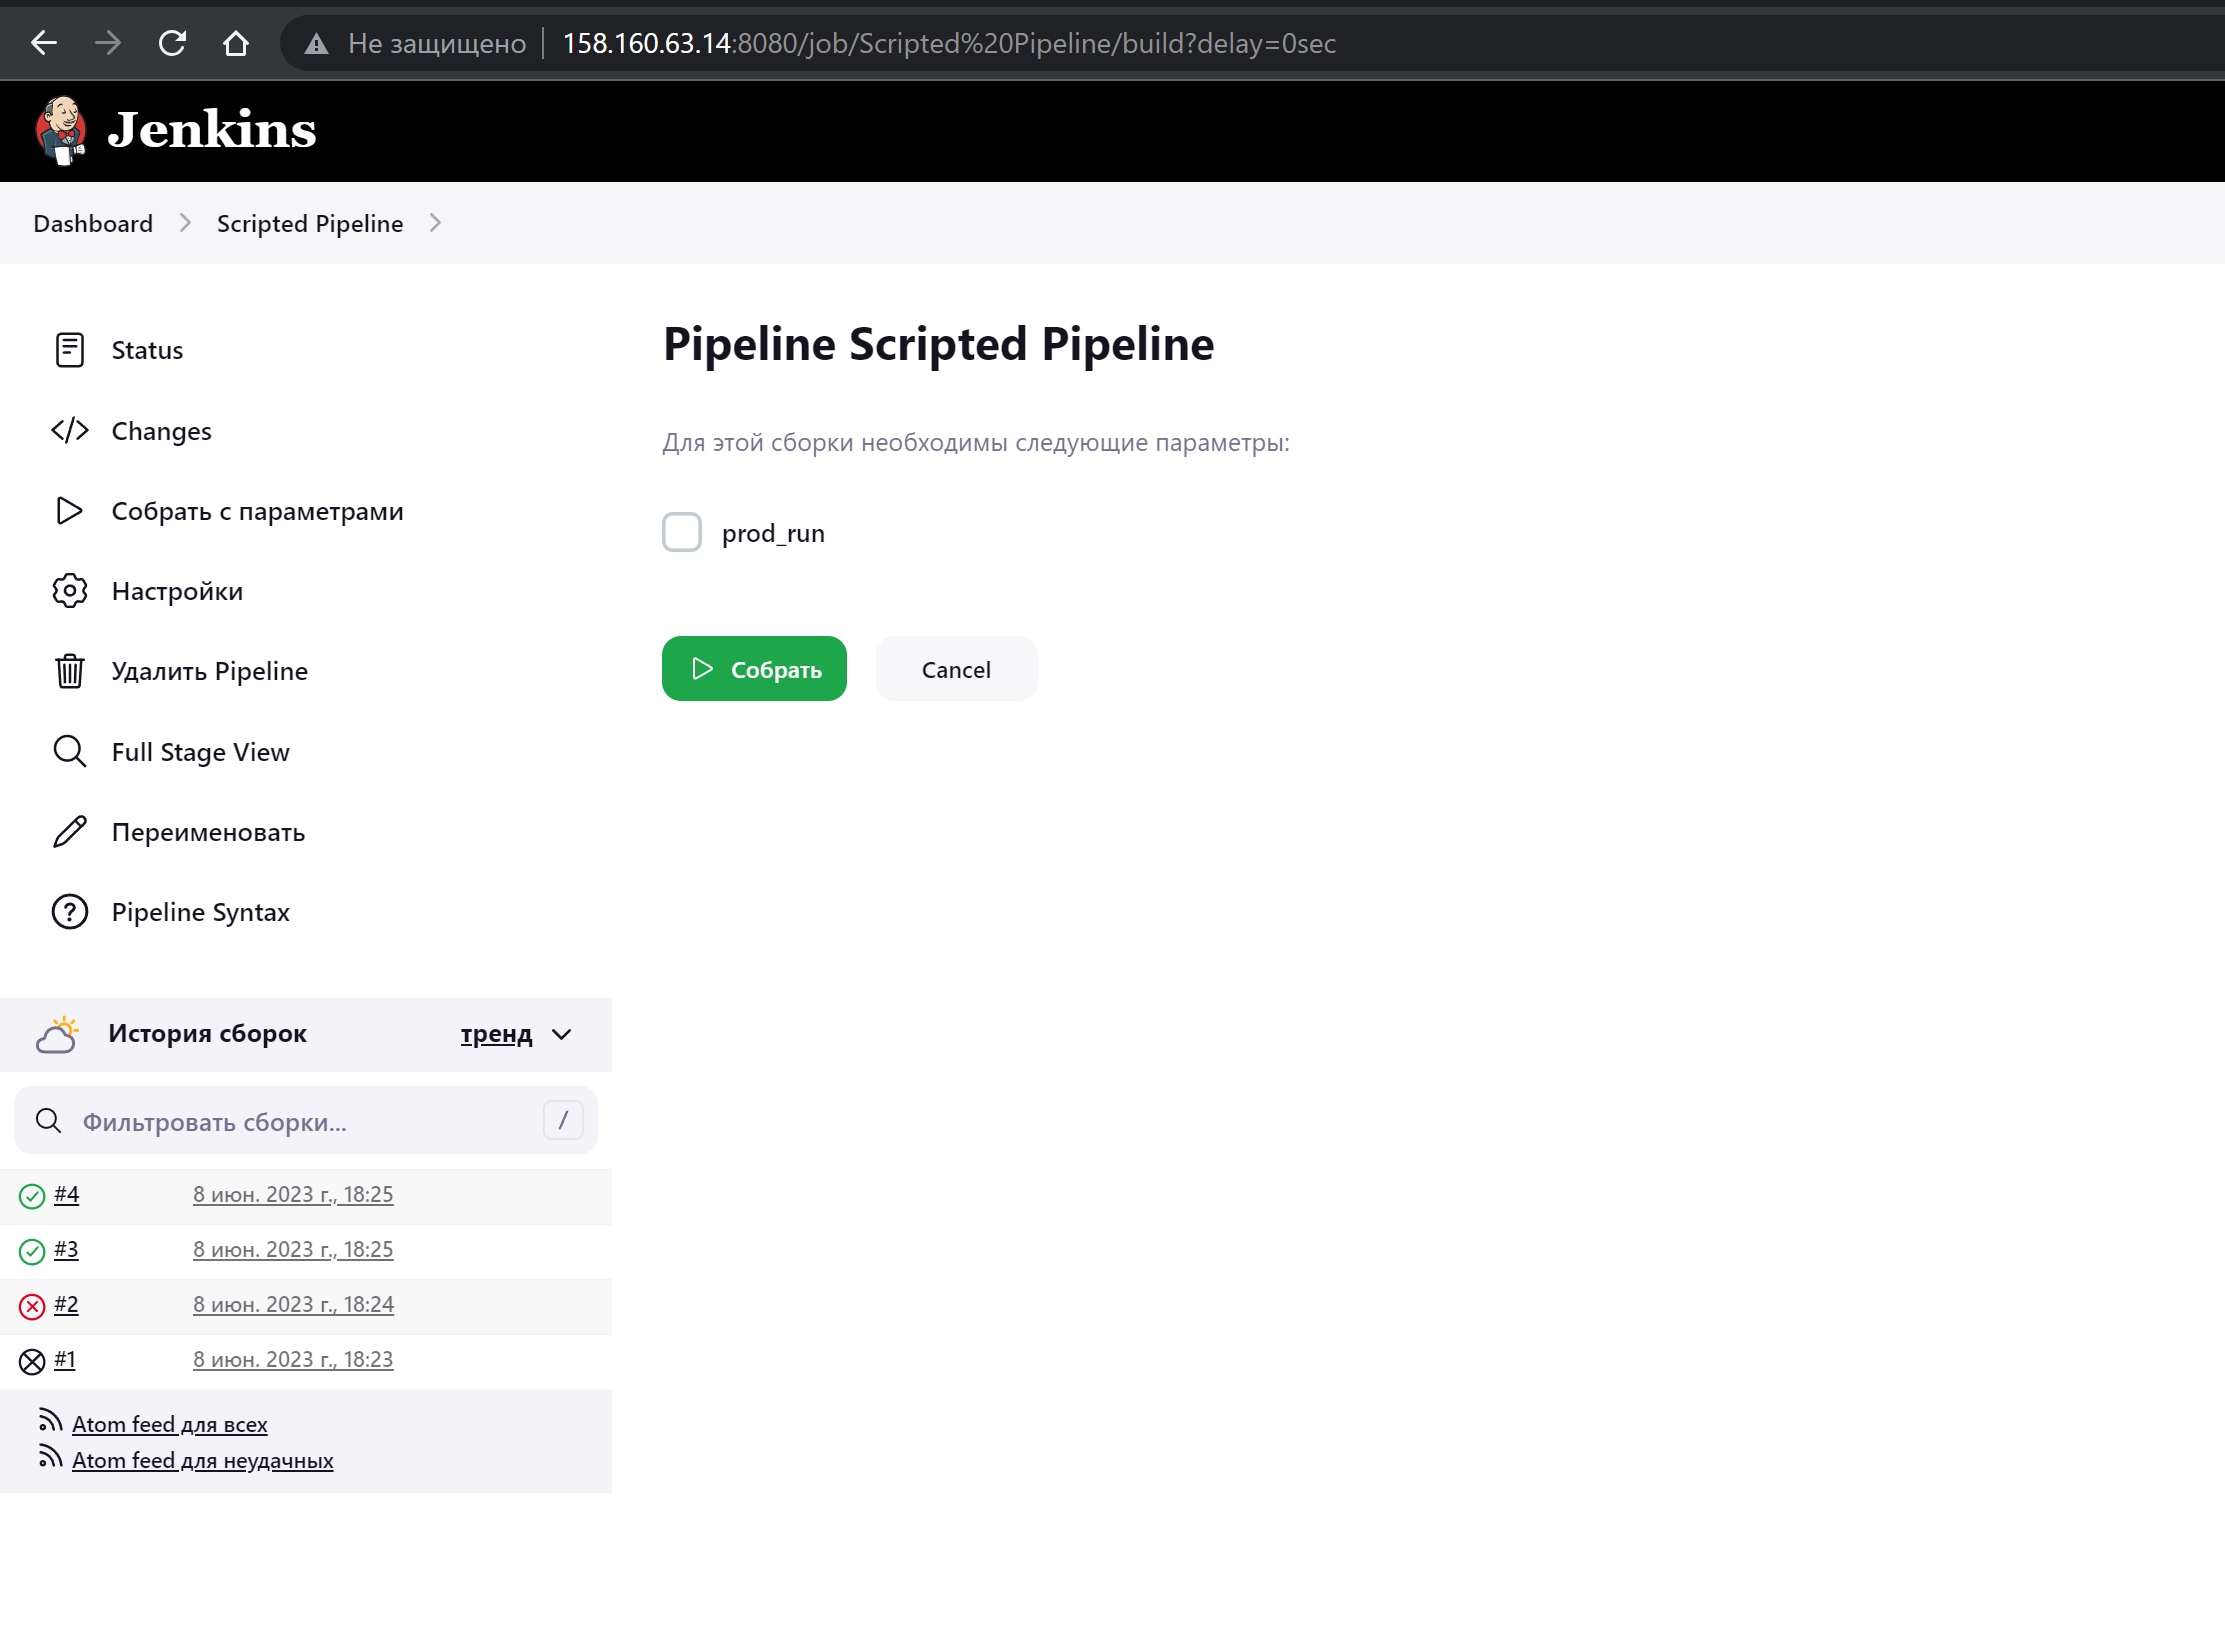 Не защищено 158.160.63.14:8080/job/Scripted%20Pipeline/build?delay=0sec
Jenkins
Dashboard Scripted Pipeline
Status
Changes
Собрать с параметрами
Настройки
Удалить Pipeline
Full Stage View
Переименовать
Pipeline Syntax
История сборок тренд
Фильтровать сборки... /
#4 8 июн. 2023 г., 18:25
#3 8 июн. 2023 г., 18:25
#2 8 июн. 2023 г., 18:24
#1 8 июн. 2023 г., 18:23
Atom feed для всех
Atom feed для неудачных
Pipeline Scripted Pipeline
Для этой сборки необходимы следующие параметры:
prod_run
Собрать Cancel